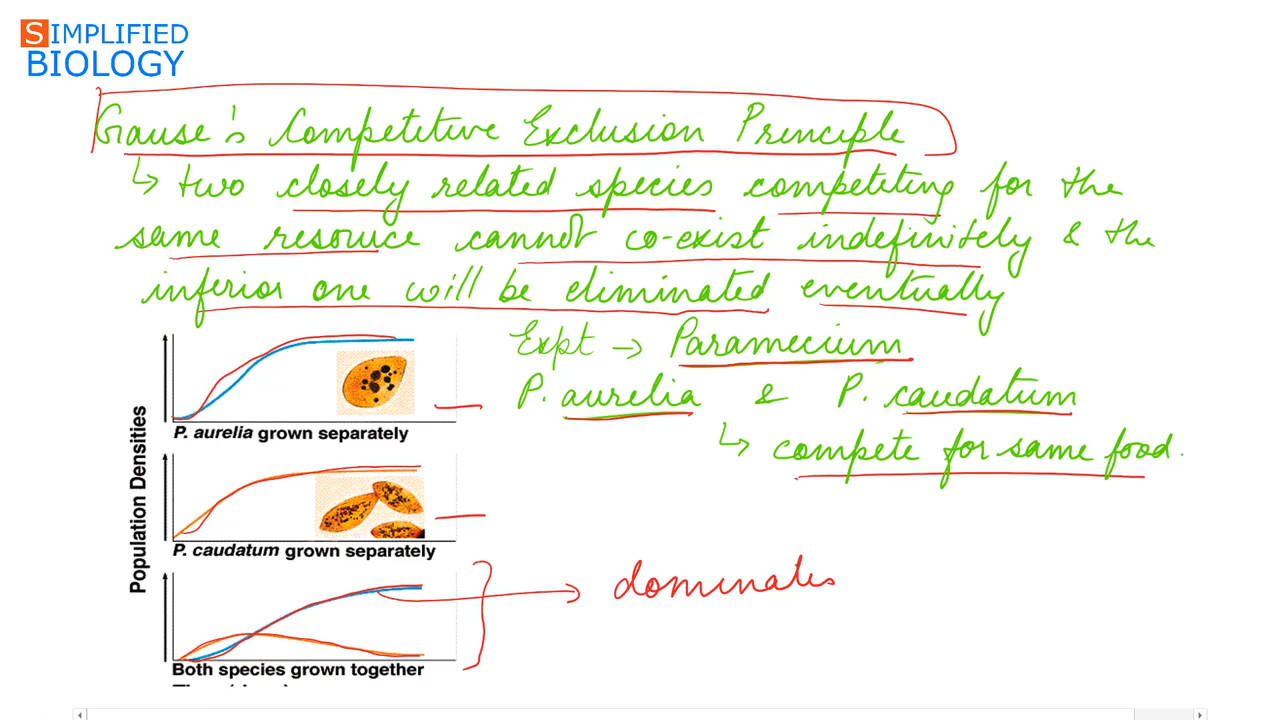 SIMPLIFIED
BIOLOGY
Gause's Competitive Exclusion Principle
↳ two closely related species competing for the
same resource cannot co-exist indefinitely & the
inferior one will be eliminated eventually
Expt → Paramecium
P. aurelia & P. caudatum
↳ compete for same food.
Population Densities
P. aurelia grown separately
P. caudatum grown separately
dominates
Both species grown together